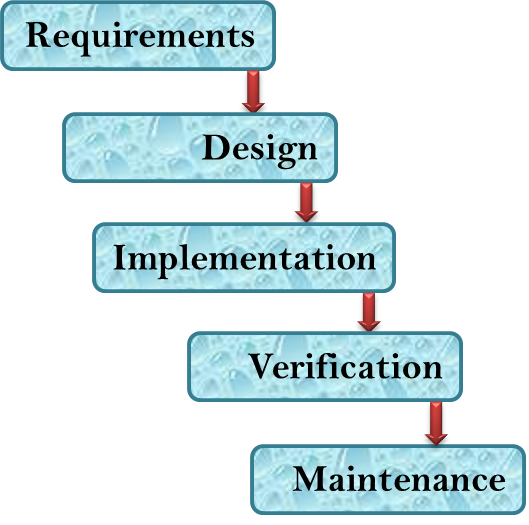 Requirements
Design
Implementation
Verification
Maintenance